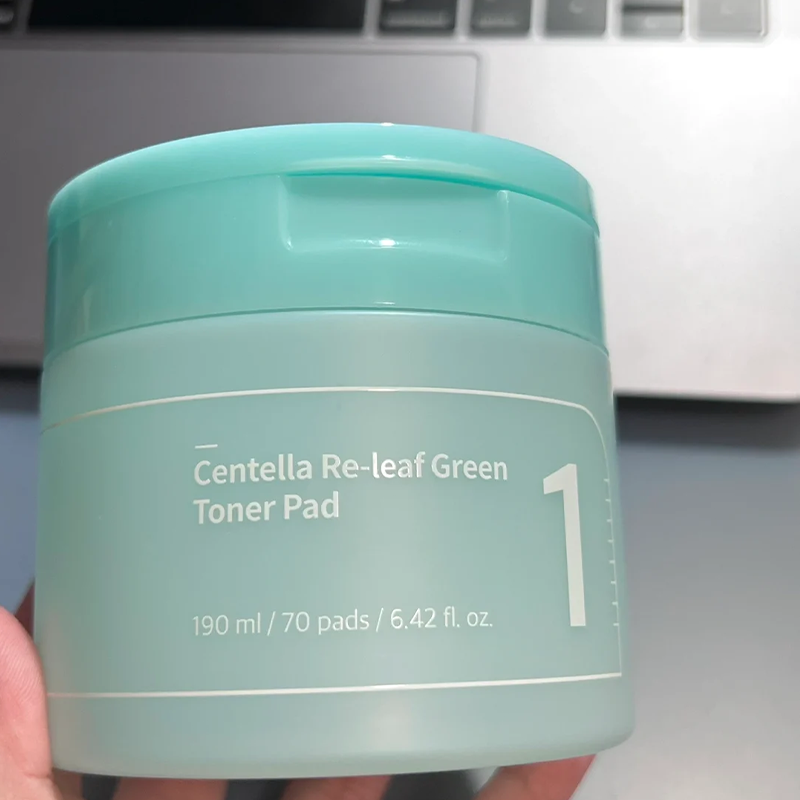 Centella Re-leaf Green
Toner Pad
1
190 ml / 70 pads / 6.42 fl. oz.